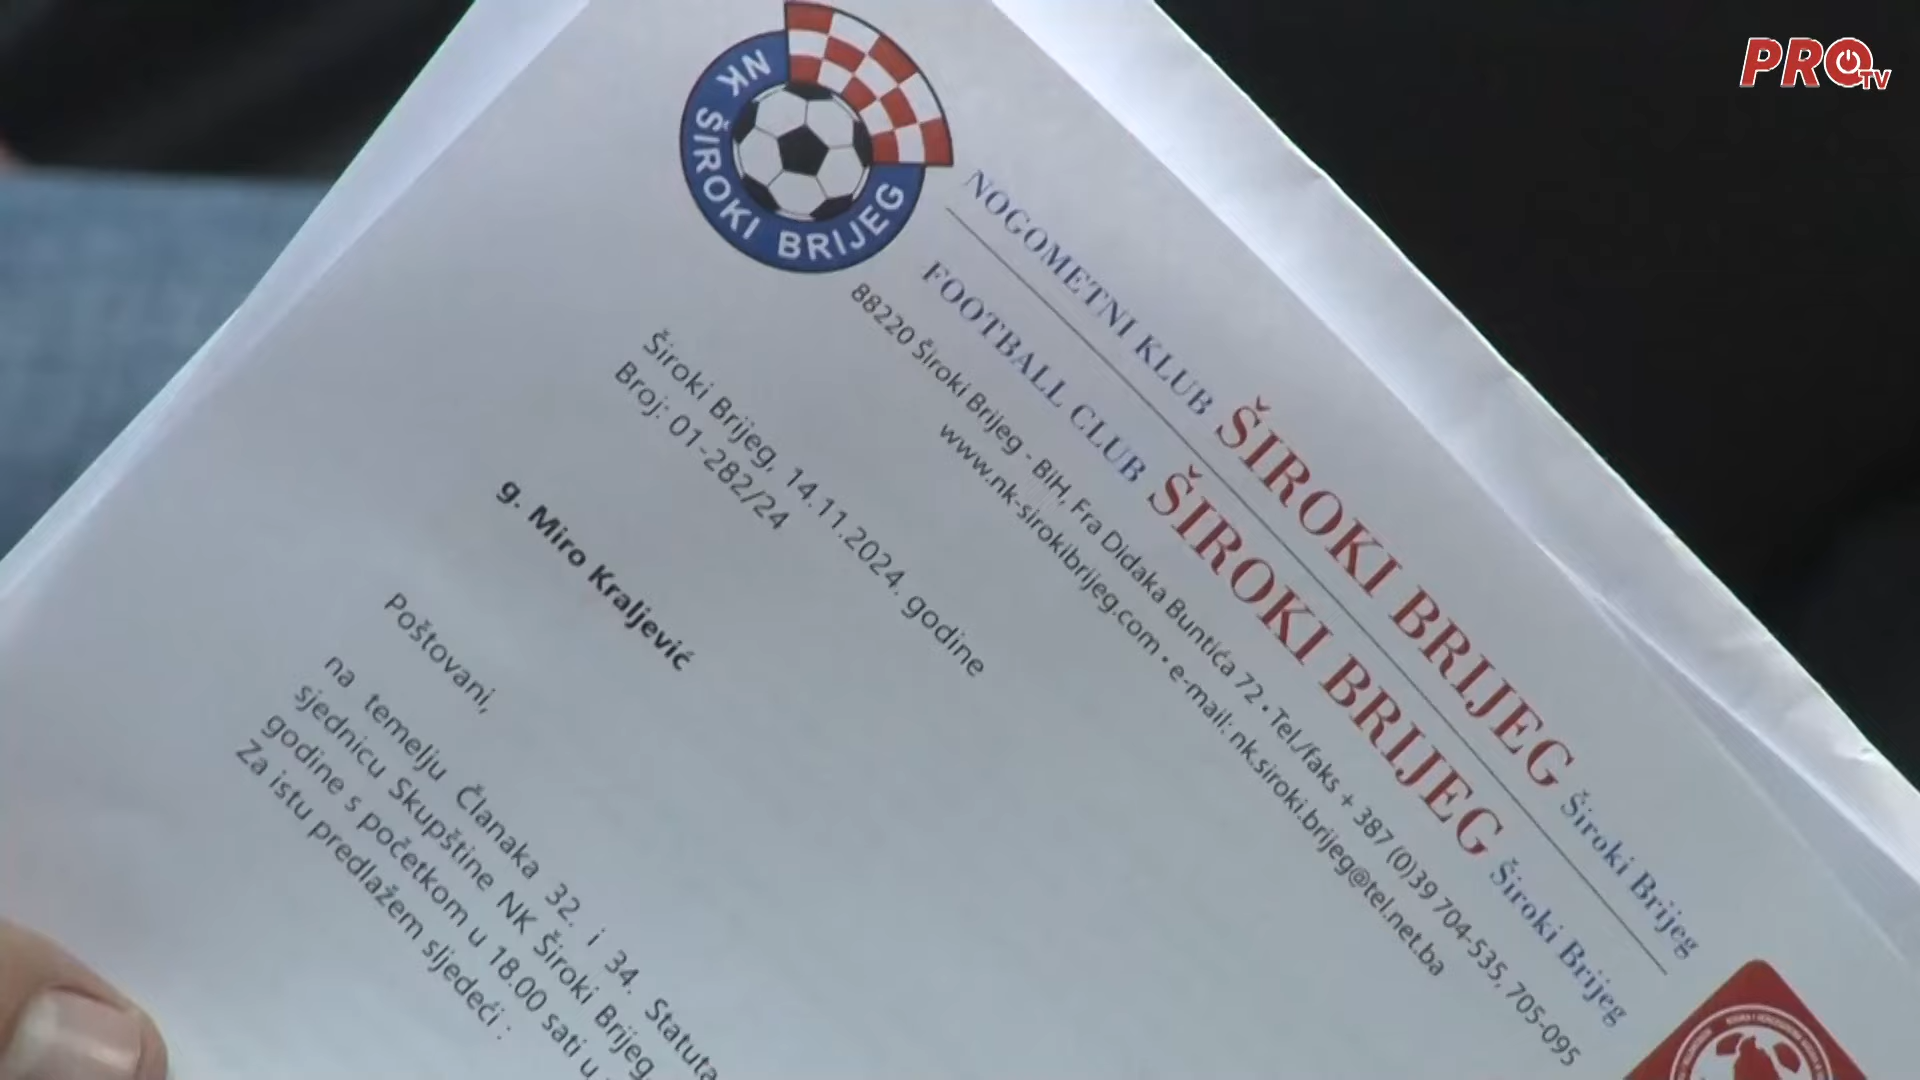 PROTV
NK ŠIROKI BRIJEG
NOGOMETNI KLUB ŠIROKI BRIJEG Široki Brijeg
FOOTBALL CLUB ŠIROKI BRIJEG Široki Brijeg
88220 Široki Brijeg - BiH, Fra Didaka Buntića 72 • Tel./faks + 387 (0)39 704-535, 705-095
www.nk-sirokibrijeg.com • e-mail: nk.siroki.brijeg@tel.net.ba
Široki Brijeg, 14.11.2024. godine
Broj: 01-282/24
g. Miro Kraljević
Poštovani,
na temelju Članaka 32. i 34. Statuta
sjednicu Skupštine NK Široki Brijeg,
godine s početkom u 18.00 sati u
Za istu predlažem sljedeći :